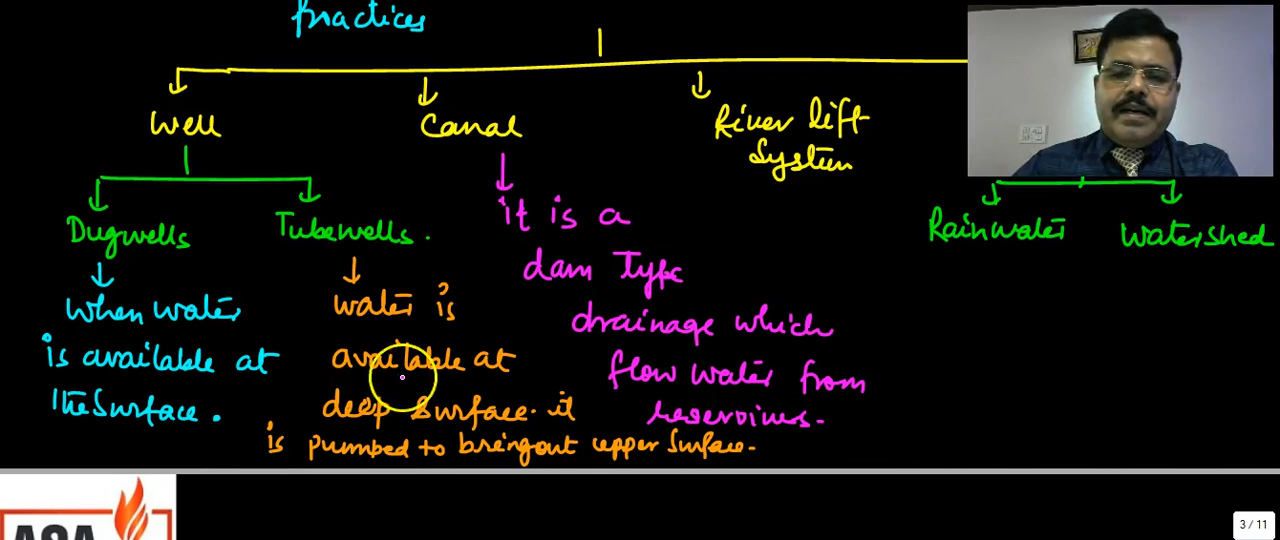 practices
Well
Canal
River lift
System
Dugwells
Tubewells.
it is a
dam Type
drainage which
flow water from
reservoirs.
Rainwater
Watershed
When water
is available at
the Surface.
water is
available at
deep Surface. it
is pumped to bring out upper Surface.
3 / 11